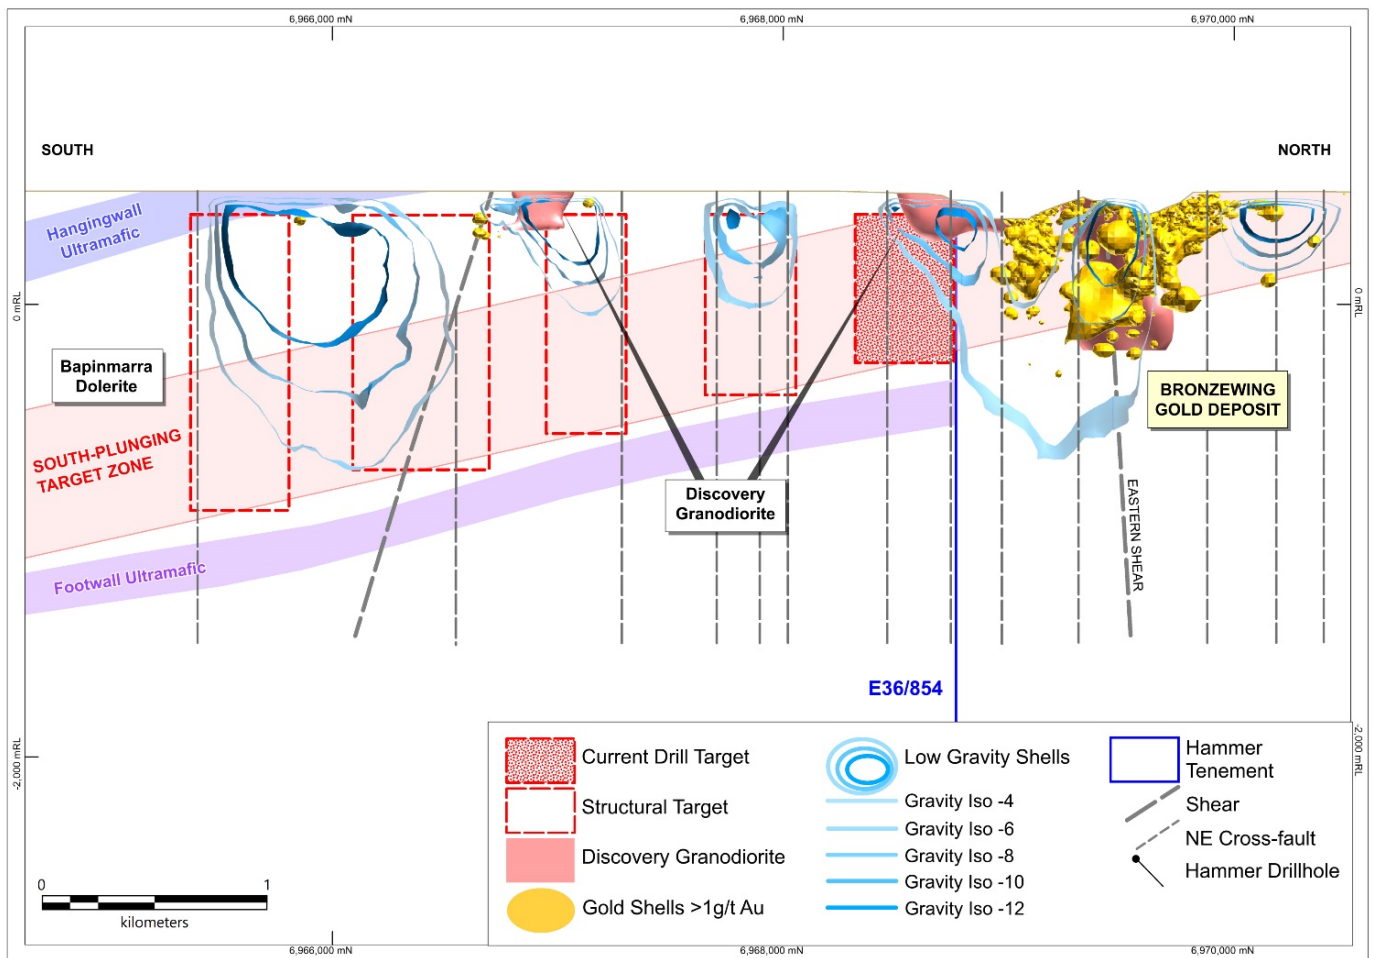 6,966,000 mN
6,968,000 mN
6,970,000 mN
SOUTH
NORTH
Hangingwall
Ultramafic
0 mRL
0 mRL
Bapinmarra
Dolerite
BRONZEWING
GOLD DEPOSIT
SOUTH-PLUNGING
TARGET ZONE
Discovery
Granodiorite
EASTERN SHEAR
Footwall Ultramafic
E36/854
-2,000 mRL
-2,000 mRL
Current Drill Target
Structural Target
Discovery Granodiorite
Gold Shells >1g/t Au
Low Gravity Shells
Gravity Iso -4
Gravity Iso -6
Gravity Iso -8
Gravity Iso -10
Gravity Iso -12
Hammer
Tenement
Shear
NE Cross-fault
Hammer Drillhole
0
1
kilometers
6,966,000 mN
6,968,000 mN
6,970,000 mN